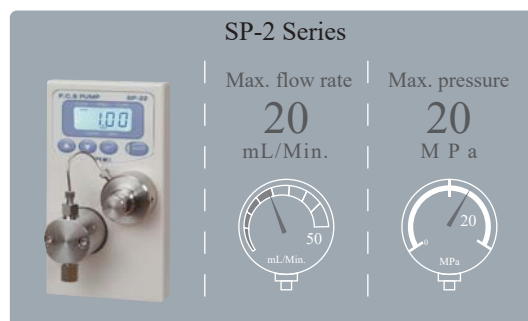 SP-2 Series
Max. flow rate
20
mL/Min.
50
mL/Min.
Max. pressure
20
MPa
20
0
MPa
F.C.S PUMP SP-22
1.00